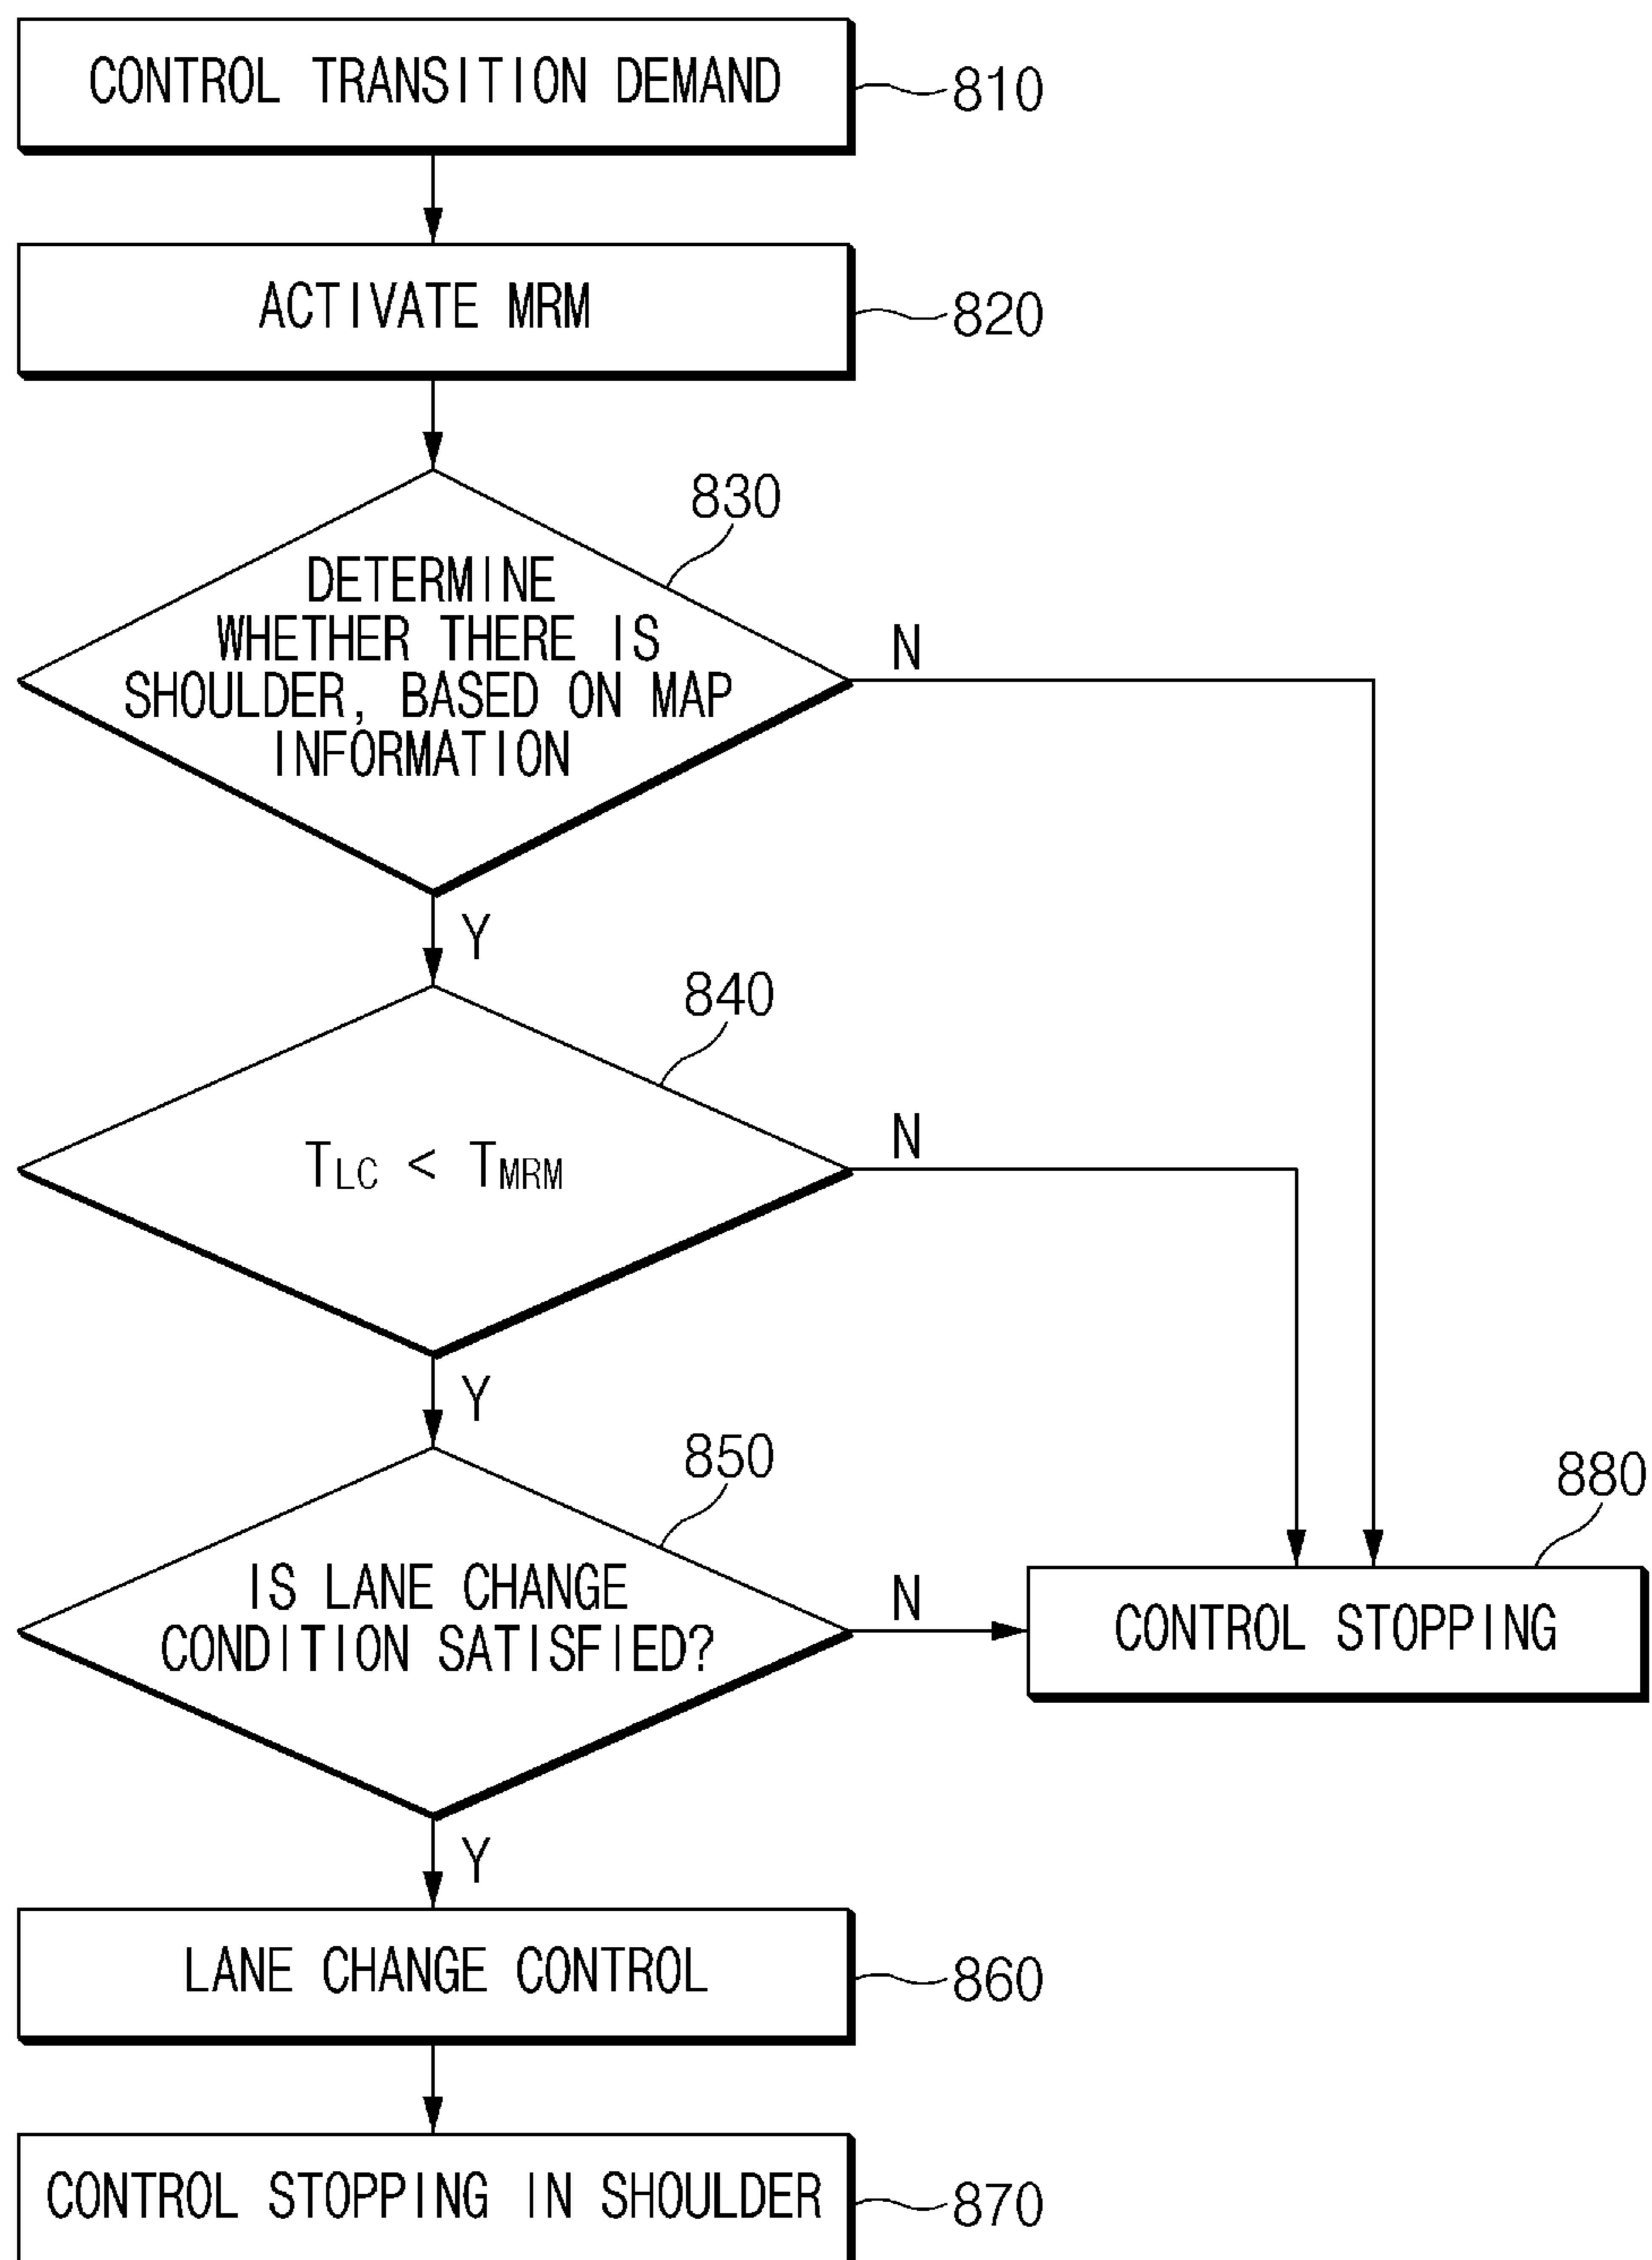 CONTROL TRANSITION DEMAND
810
ACTIVATE MRM
820
830
DETERMINE
WHETHER THERE IS
SHOULDER, BASED ON MAP
INFORMATION
N
Y
840
TLC < TMRM
N
Y
850
IS LANE CHANGE
CONDITION SATISFIED?
N
880
CONTROL STOPPING
Y
LANE CHANGE CONTROL
860
CONTROL STOPPING IN SHOULDER
870